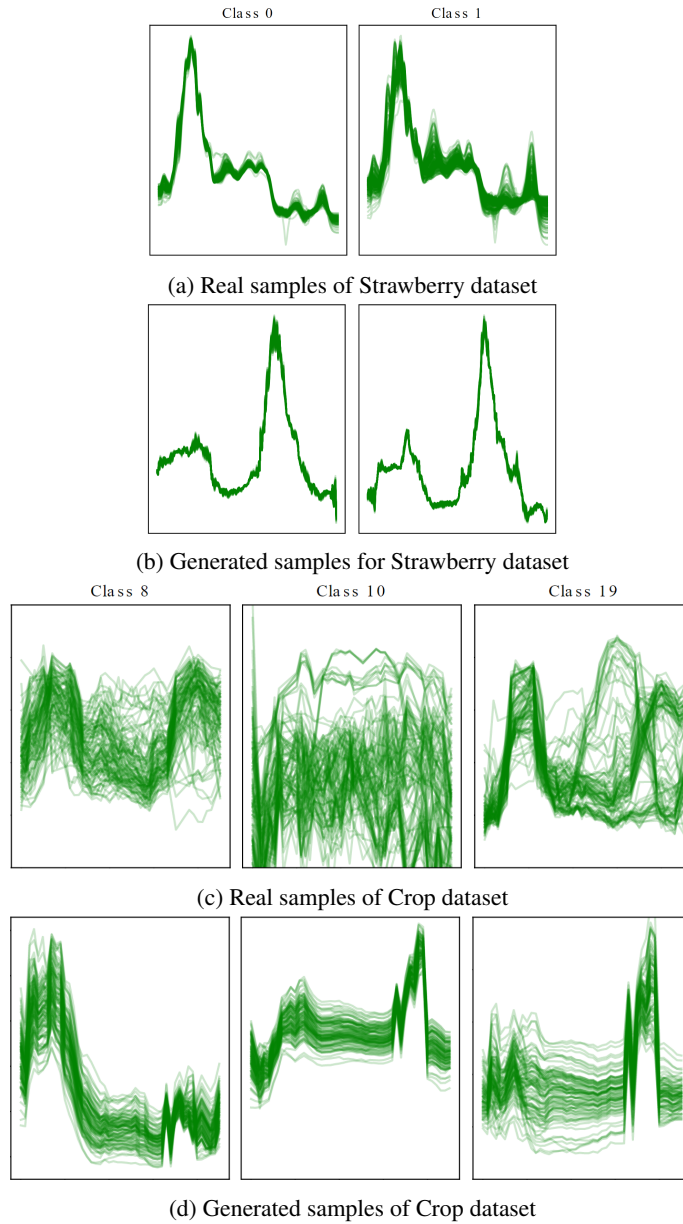 Class 0 Class 1
(a) Real samples of Strawberry dataset
(b) Generated samples for Strawberry dataset
Class 8 Class 10 Class 19
(c) Real samples of Crop dataset
(d) Generated samples of Crop dataset